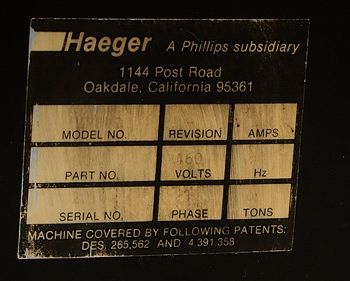 Haeger A Phillips subsidiary
1144 Post Road
Oakdale, California 95361
MODEL NO. REVISION AMPS
460
PART NO. VOLTS Hz
SERIAL NO. PHASE TONS
MACHINE COVERED BY FOLLOWING PATENTS:
DES 265,562 AND 4,391,358